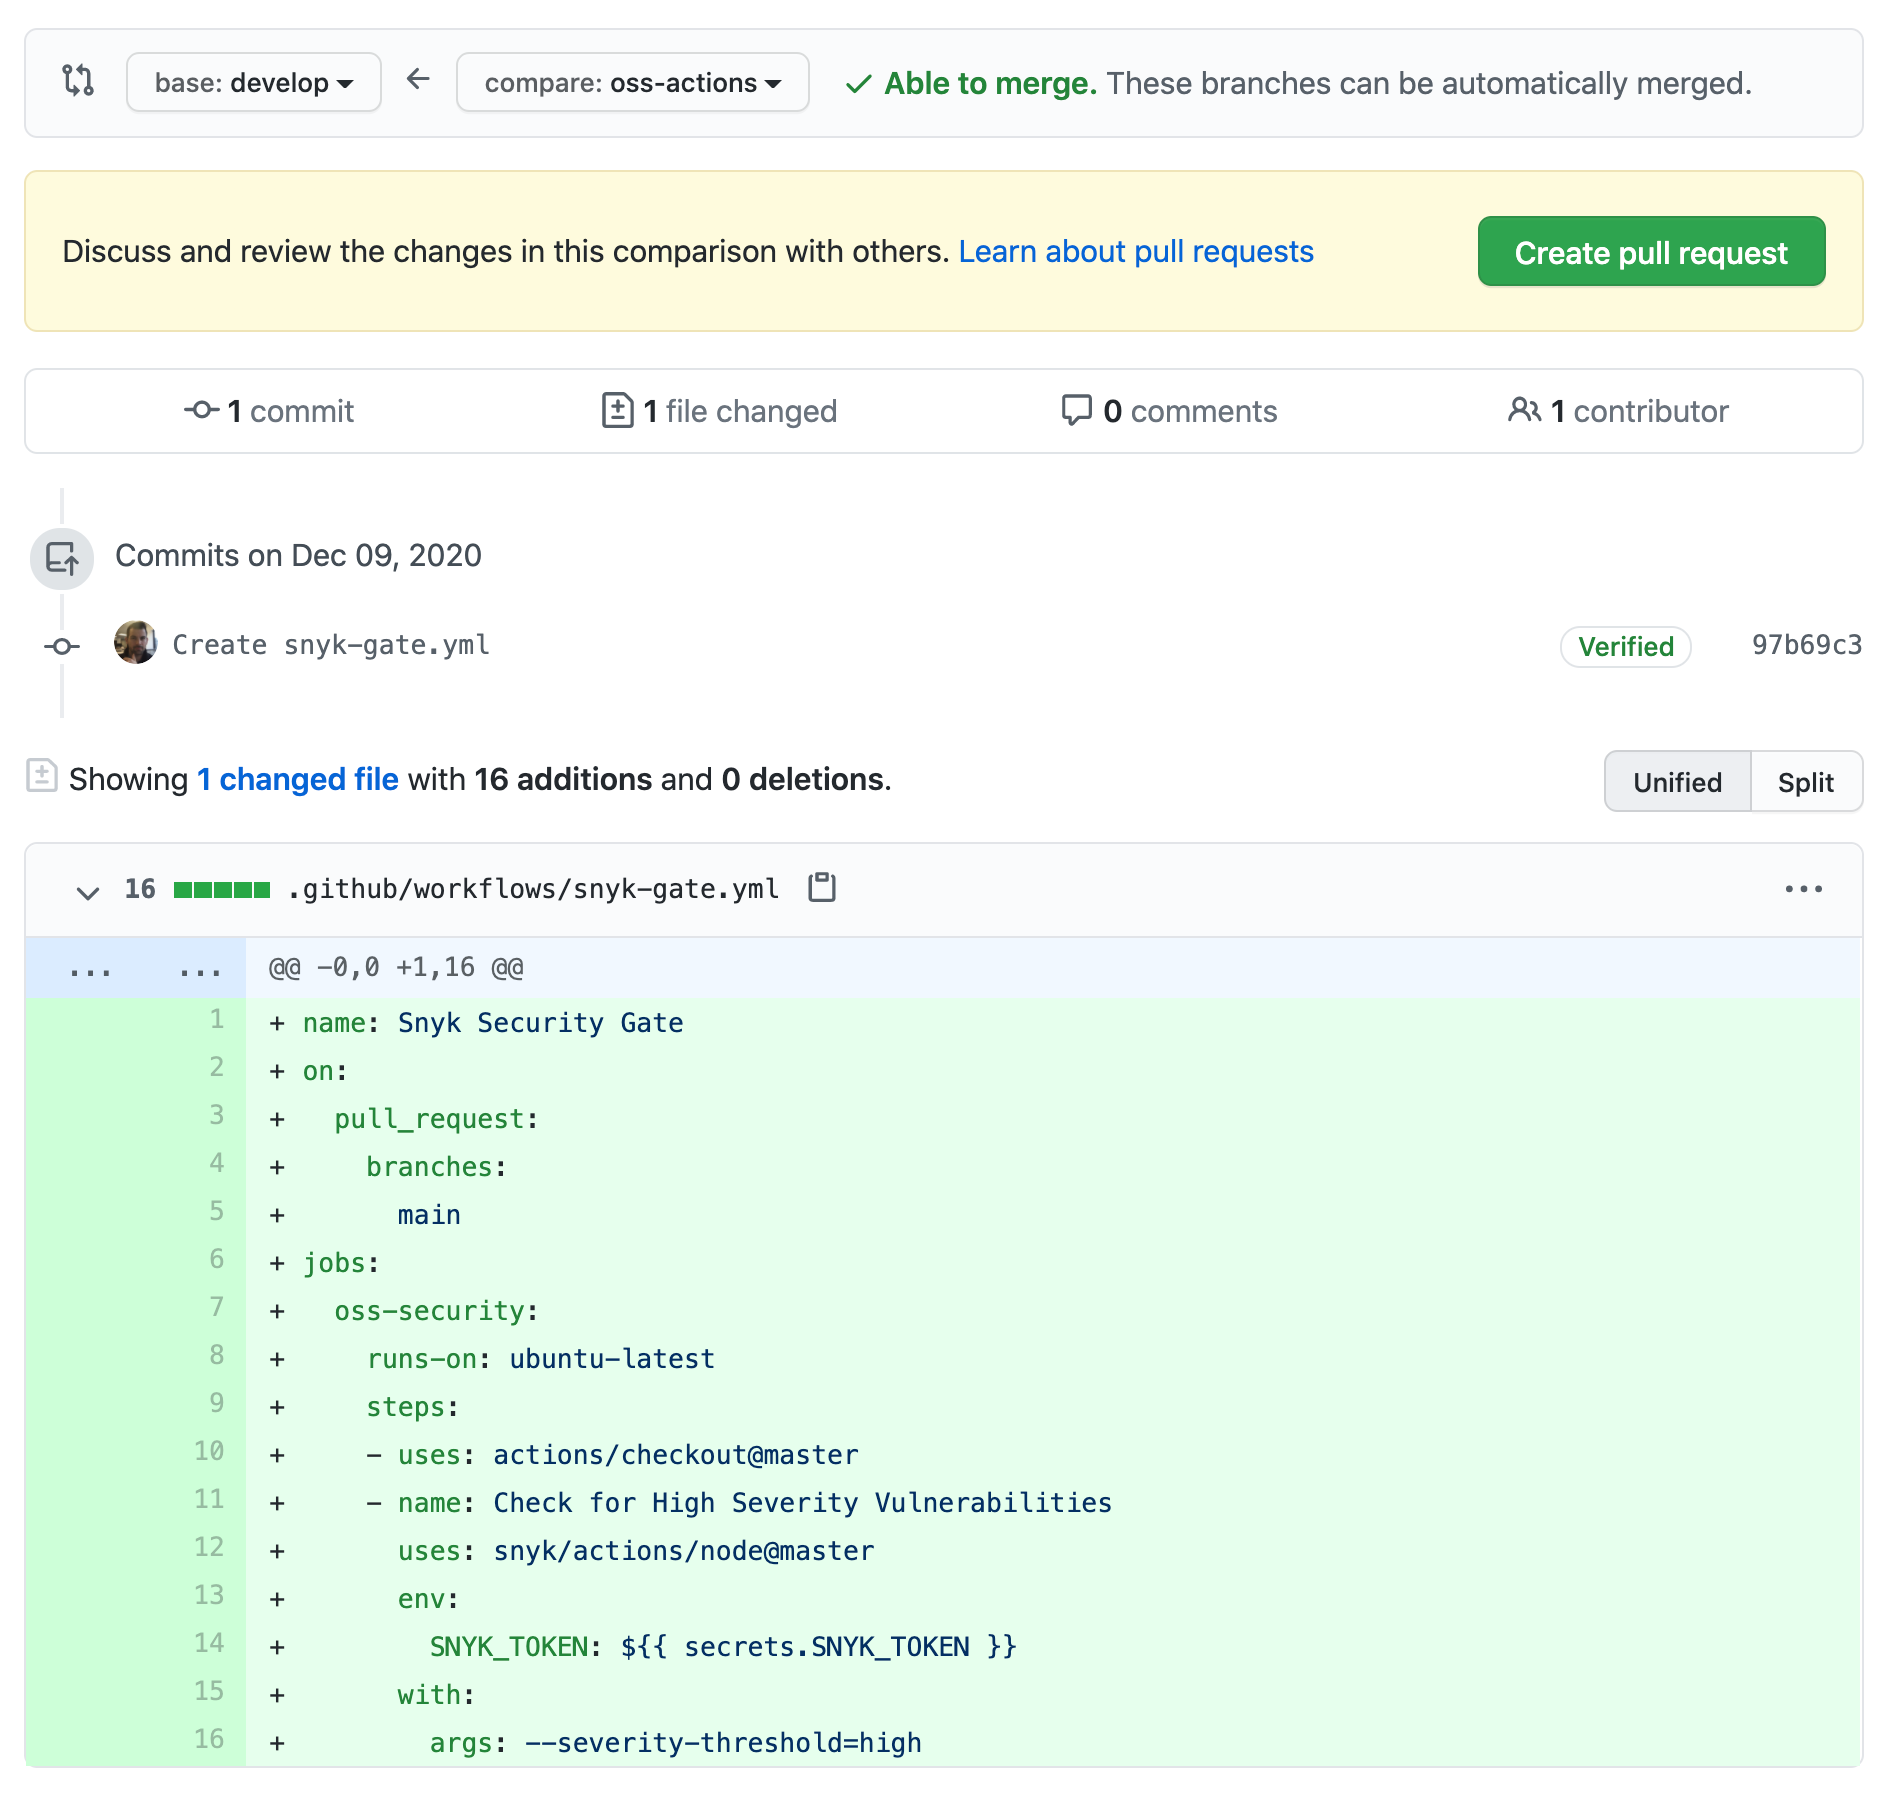 base: develop ← compare: oss-actions ✓ Able to merge. These branches can be automatically merged.
Discuss and review the changes in this comparison with others. Learn about pull requests Create pull request
1 commit 1 file changed 0 comments 1 contributor
Commits on Dec 09, 2020
Create snyk-gate.yml Verified 97b69c3
Showing 1 changed file with 16 additions and 0 deletions. Unified Split
16 .github/workflows/snyk-gate.yml ...
... ... @@ -0,0 +1,16 @@
1 + name: Snyk Security Gate
2 + on:
3 +   pull_request:
4 +     branches:
5 +       main
6 + jobs:
7 +   oss-security:
8 +     runs-on: ubuntu-latest
9 +     steps:
10 +     - uses: actions/checkout@master
11 +     - name: Check for High Severity Vulnerabilities
12 +       uses: snyk/actions/node@master
13 +       env:
14 +         SNYK_TOKEN: ${{ secrets.SNYK_TOKEN }}
15 +       with:
16 +         args: --severity-threshold=high